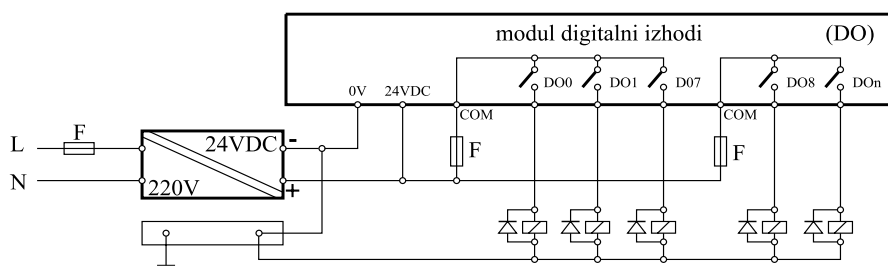 modul digitalni izhodi (DO)
DO0 DO1 D07 DO8 DOn
0V 24VDC
COM COM
L F 24VDC -
F F
N 220V +